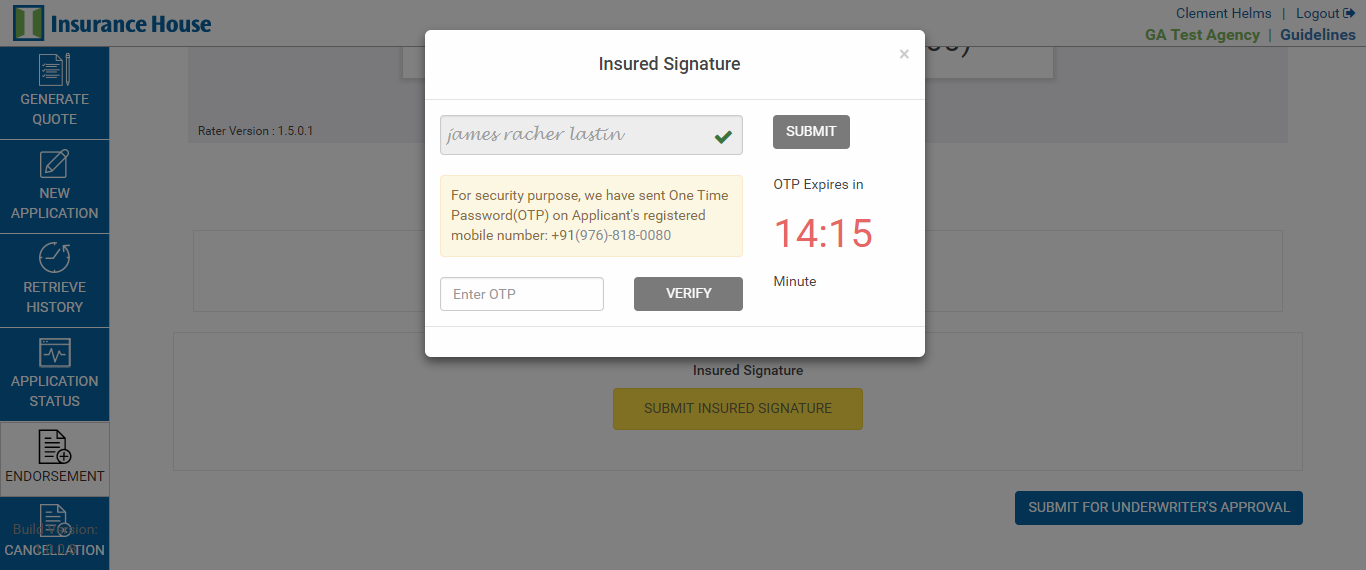 Insurance House
Clement Helms | Logout
GA Test Agency | Guidelines
GENERATE
QUOTE
NEW
APPLICATION
RETRIEVE
HISTORY
APPLICATION
STATUS
ENDORSEMENT
Build Version:
CANCELLATION
Rater Version : 1.5.0.1
Insured Signature
×
james racher lastin
SUBMIT
For security purpose, we have sent One Time
Password(OTP) on Applicant's registered
mobile number: +91(976)-818-0080
OTP Expires in
14:15
Minute
Enter OTP
VERIFY
Insured Signature
SUBMIT INSURED SIGNATURE
SUBMIT FOR UNDERWRITER'S APPROVAL